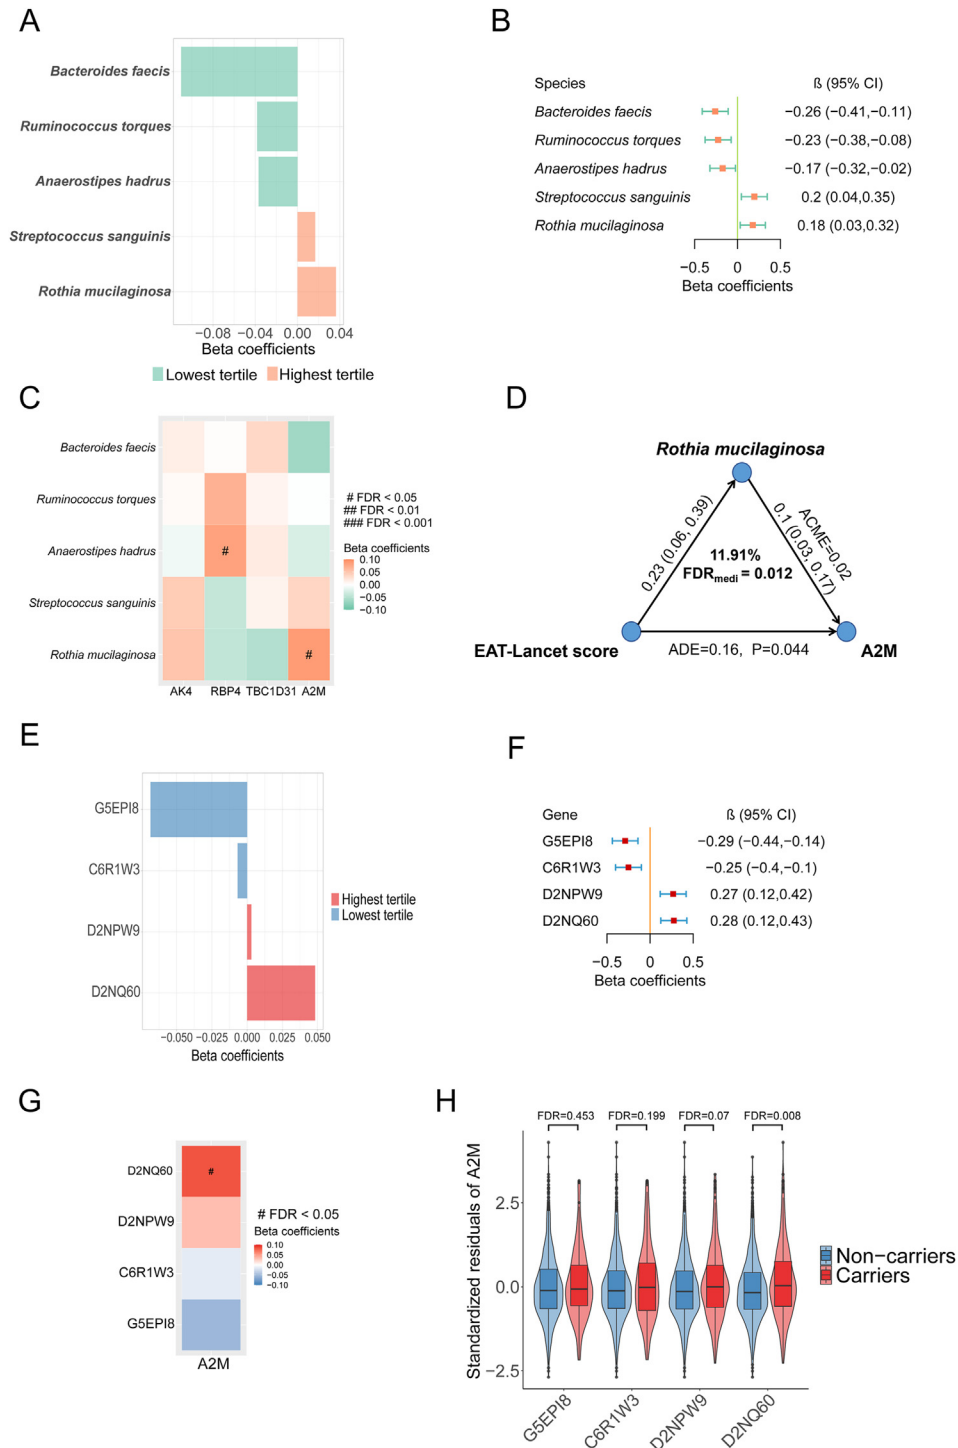 A
Bacteroides faecis
Ruminococcus torques
Anaerostipes hadrus
Streptococcus sanguinis
Rothia mucilaginosa
−0.08 −0.04 0.00 0.04
Beta coefficients
Lowest tertile Highest tertile
B
Species ß (95% CI)
Bacteroides faecis −0.26 (−0.41,−0.11)
Ruminococcus torques −0.23 (−0.38,−0.08)
Anaerostipes hadrus −0.17 (−0.32,−0.02)
Streptococcus sanguinis 0.2 (0.04,0.35)
Rothia mucilaginosa 0.18 (0.03,0.32)
−0.5 0 0.5
Beta coefficients
C
Bacteroides faecis
Ruminococcus torques
Anaerostipes hadrus #
Streptococcus sanguinis
Rothia mucilaginosa #
AK4 RBP4 TBC1D31 A2M
# FDR < 0.05
## FDR < 0.01
### FDR < 0.001
Beta coefficients
0.10
0.05
0.00
−0.05
−0.10
D
Rothia mucilaginosa
0.23 (0.06, 0.39)
ACME=0.02
0.1 (0.03, 0.17)
11.91%
FDRmedi = 0.012
EAT-Lancet score
A2M
ADE=0.16, P=0.044
E
G5EPI8
C6R1W3
D2NPW9
D2NQ60
−0.050 −0.025 0.000 0.025 0.050
Beta coefficients
Highest tertile
Lowest tertile
F
Gene ß (95% CI)
G5EPI8 −0.29 (−0.44,−0.14)
C6R1W3 −0.25 (−0.4,−0.1)
D2NPW9 0.27 (0.12,0.42)
D2NQ60 0.28 (0.12,0.43)
−0.5 0 0.5
Beta coefficients
G
D2NQ60 #
D2NPW9
C6R1W3
G5EPI8
A2M
# FDR < 0.05
Beta coefficients
0.10
0.05
0.00
−0.05
−0.10
H
FDR=0.453 FDR=0.199 FDR=0.07 FDR=0.008
Standardized residuals of A2M
2.5
0.0
−2.5
G5EPI8 C6R1W3 D2NPW9 D2NQ60
Non−carriers
Carriers